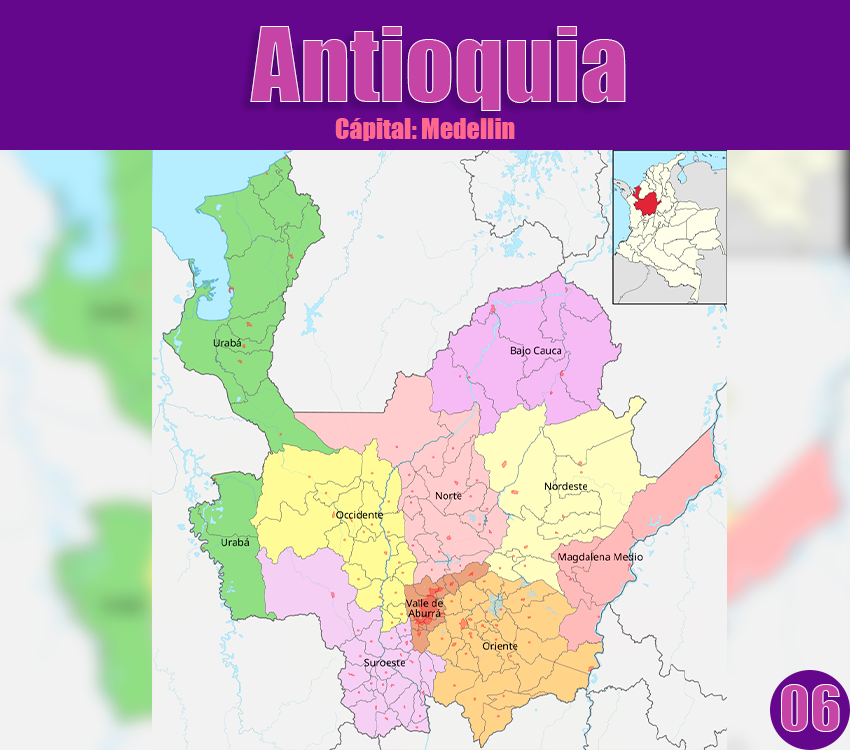 Antioquia
Cápital: Medellin
Urabá
Bajo Cauca
Norte
Nordeste
Occidente
Urabá
Magdalena Medio
Valle de
Aburrá
Oriente
Suroeste
06